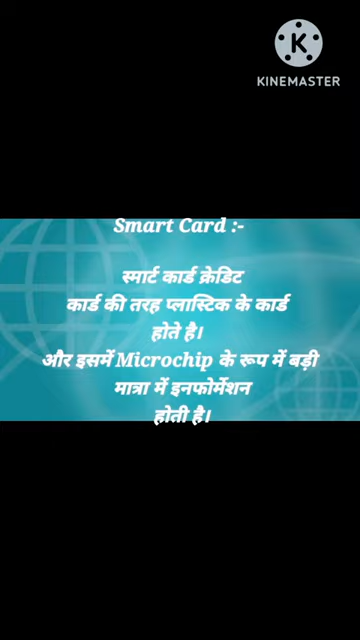 KINEMASTER
Smart Card :-
स्मार्ट कार्ड क्रेडिट
कार्ड की तरह प्लास्टिक के कार्ड
होते है।
और इसमें Microchip के रूप में बड़ी
मात्रा में इनफोर्मेशन
होती है।